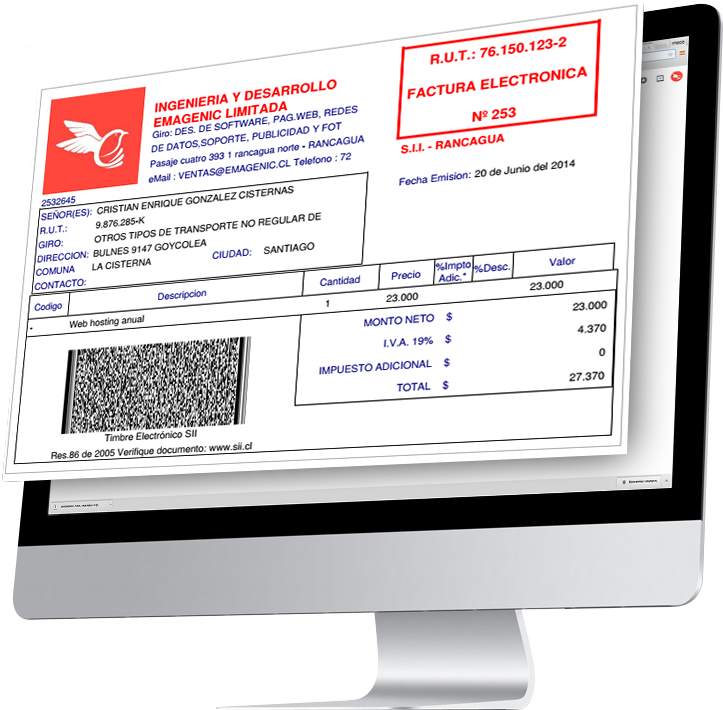 INGENIERIA Y DESARROLLO
EMAGENIC LIMITADA
Giro: DES. DE SOFTWARE, PAG.WEB, REDES
DE DATOS,SOPORTE, PUBLICIDAD Y FOT
Pasaje cuatro 393 1 rancagua norte - RANCAGUA
eMail : VENTAS@EMAGENIC.CL Telefono : 72
2532645
R.U.T.: 76.150.123-2
FACTURA ELECTRONICA
Nº 253
S.I.I. - RANCAGUA
Fecha Emision: 20 de Junio del 2014
SEÑOR(ES): CRISTIAN ENRIQUE GONZALEZ CISTERNAS
R.U.T.: 9.876.285-K
GIRO: OTROS TIPOS DE TRANSPORTE NO REGULAR DE
DIRECCION: BULNES 9147 GOYCOLEA
COMUNA LA CISTERNA CIUDAD: SANTIAGO
CONTACTO:
Codigo Descripcion Cantidad Precio %Impto Adic.* %Desc. Valor
- Web hosting anual 1 23.000 23.000
MONTO NETO $ 23.000
I.V.A. 19% $ 4.370
IMPUESTO ADICIONAL $ 0
TOTAL $ 27.370
Timbre Electrónico SII
Res.86 de 2005 Verifique documento: www.sii.cl